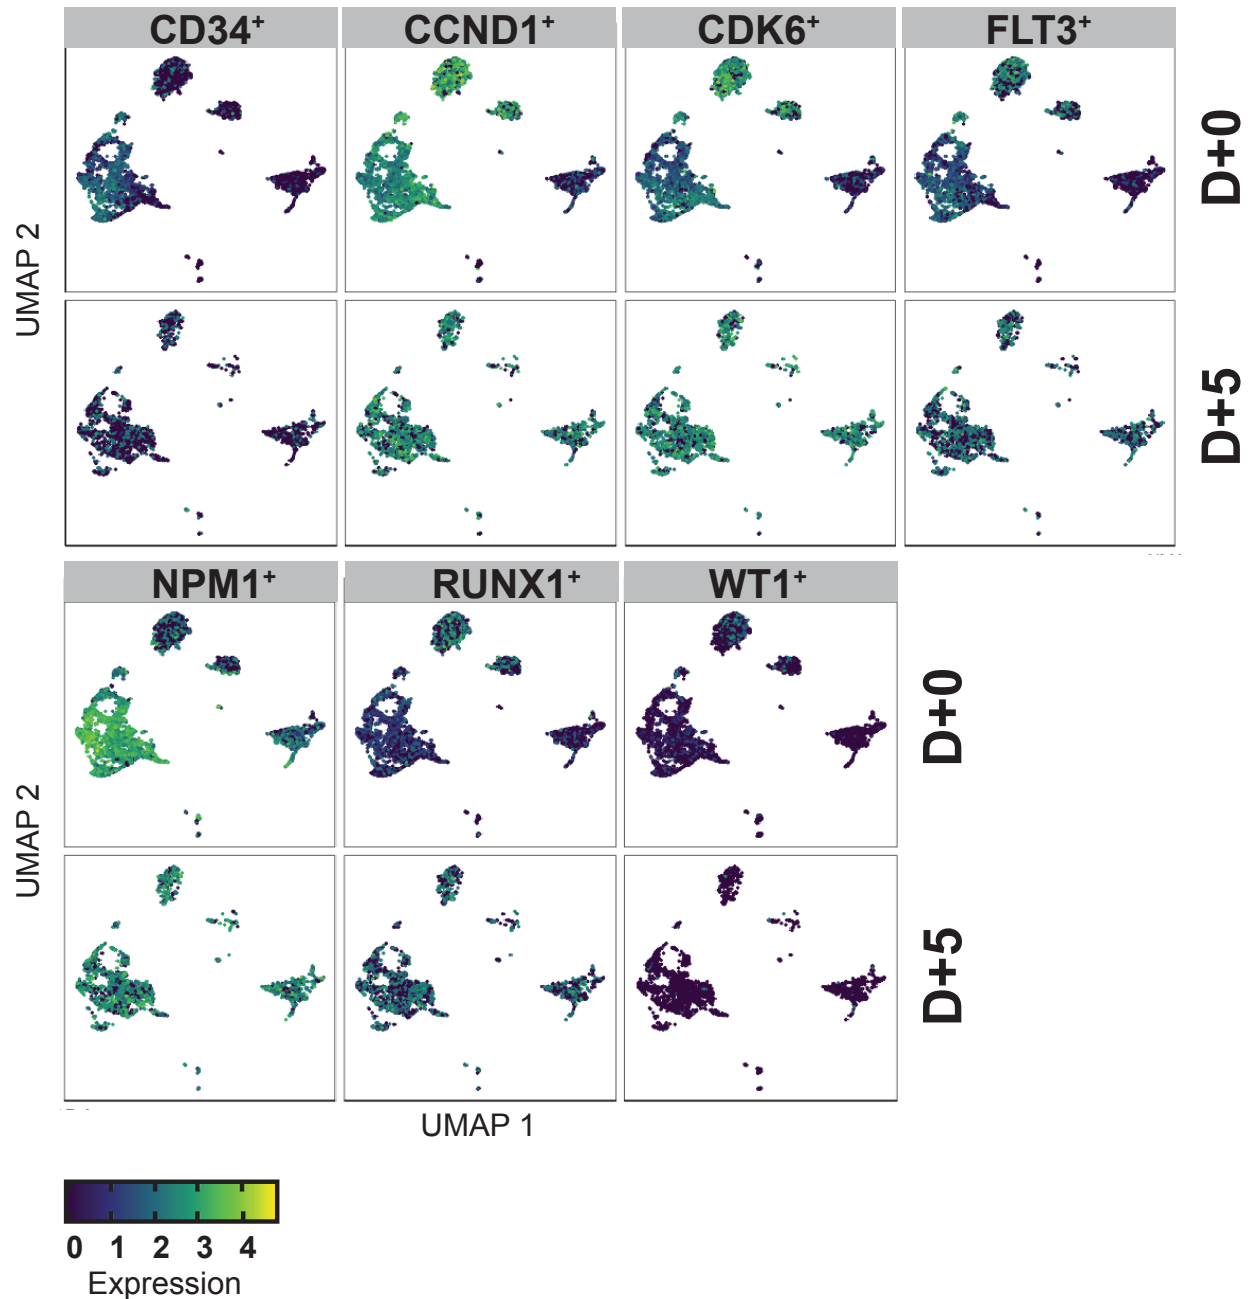 CD34+ CCND1+ CDK6+ FLT3+
D+0
UMAP 2
D+5
NPM1+ RUNX1+ WT1+
D+0
UMAP 2
D+5
UMAP 1
0 1 2 3 4
Expression